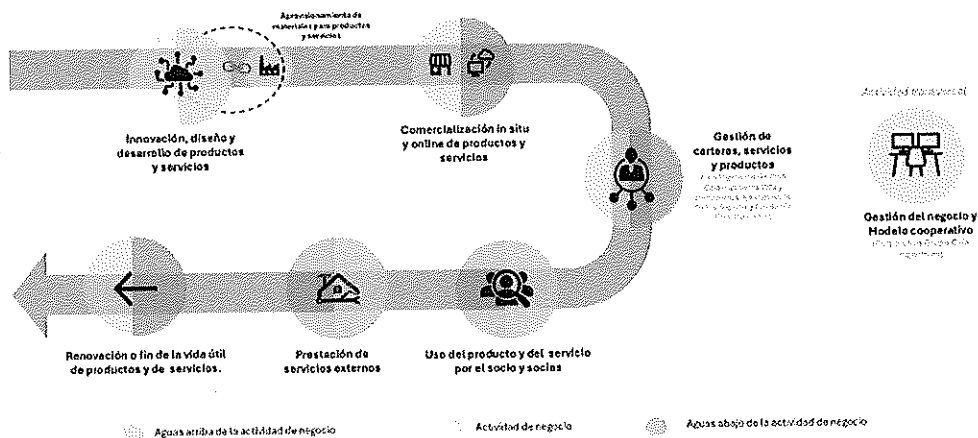 Aprovisionamiento de
materiales para productos
y servicios
Innovación, diseño y
desarrollo de productos
y servicios
Comercialización in situ
y online de productos y
servicios
Actividad transversal
Gestión de
carteras, servicios
y productos
Gestión del negocio y
Modelo cooperativo
Renovación o fin de la vida útil
de productos y de servicios.
Prestación de
servicios externos
Uso del producto y del servicio
por el socio y socias
Aguas arriba de la actividad de negocio
Actividad de negocio
Aguas abajo de la actividad de negocio